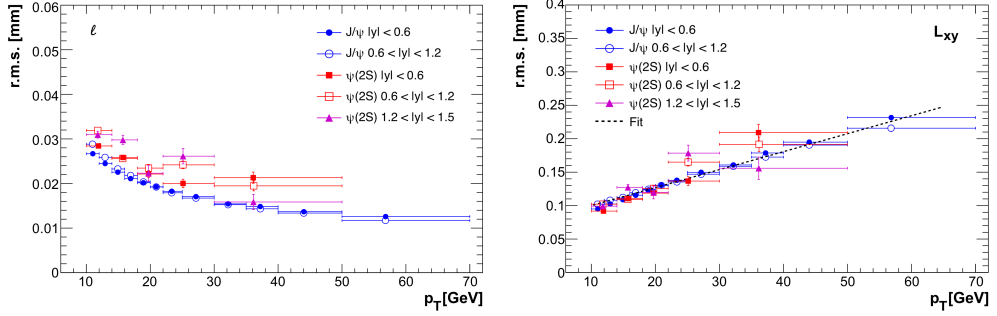 r.m.s. [mm]
0.06
0.05
0.04
0.03
0.02
0.01
0
ℓ
J/ψ |y| < 0.6
J/ψ 0.6 < |y| < 1.2
ψ(2S) |y| < 0.6
ψ(2S) 0.6 < |y| < 1.2
ψ(2S) 1.2 < |y| < 1.5
10 20 30 40 50 60 70
p_T[GeV]
r.m.s. [mm]
0.4
0.35
0.3
0.25
0.2
0.15
0.1
0.05
0
L_xy
J/ψ |y| < 0.6
J/ψ 0.6 < |y| < 1.2
ψ(2S) |y| < 0.6
ψ(2S) 0.6 < |y| < 1.2
ψ(2S) 1.2 < |y| < 1.5
Fit
10 20 30 40 50 60 70
p_T[GeV]